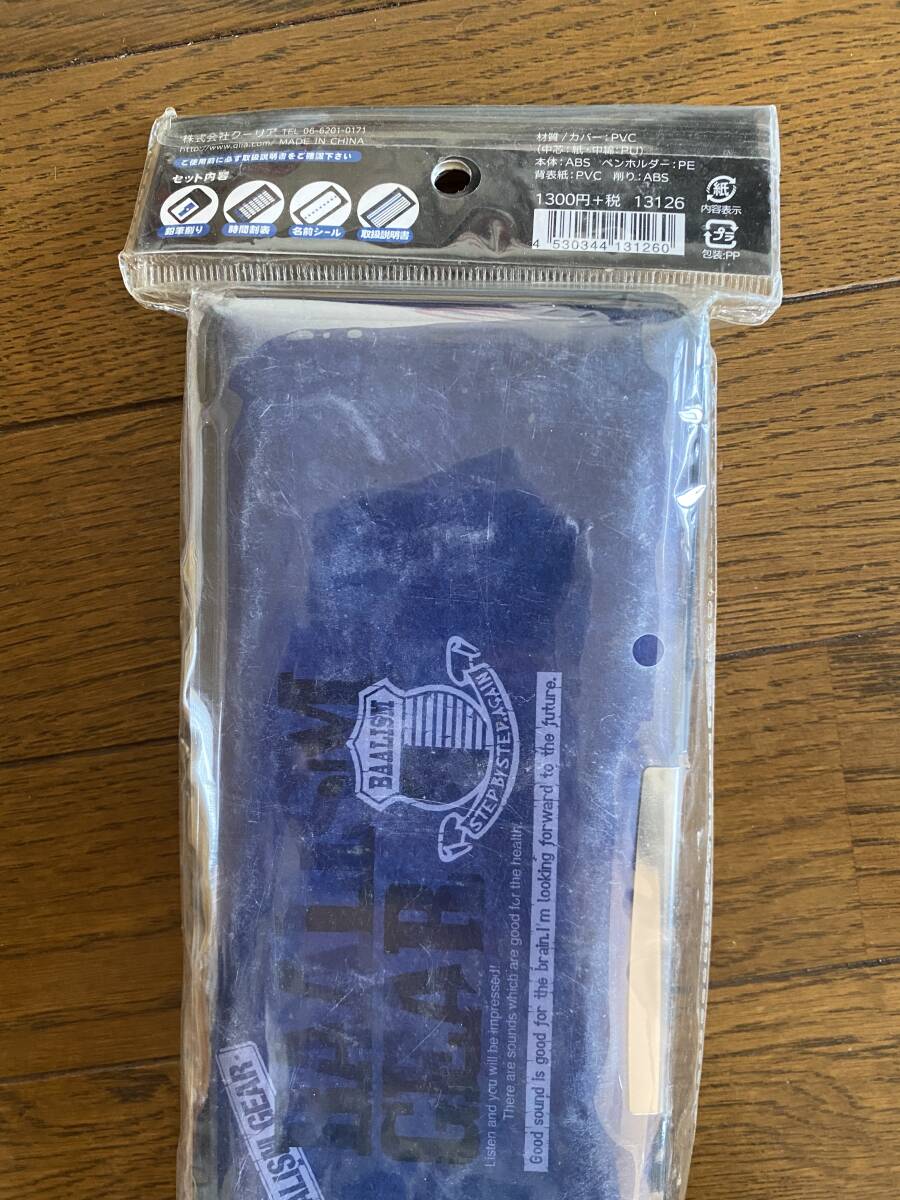 株式会社クーリア TEL 06-6201-0171
http://www.qlia.com/ MADE IN CHINA
ご使用前に必ず取扱説明書をご確認下さい
セット内容
鉛筆削り
時間割表
名前シール
取扱説明書
材質/カバー:PVC
(中芯:紙・中綿:PU)
本体:ABS ペンホルダー:PE
背表紙:PVC 削り:ABS
1300円+税 13126
4 530344 131260
紙
内容表示
プラ
包装:PP
BAALISM
STEP BY STEP, AGAIN
BAALISM
GEAR
Listen and you will be impressed!
There are sounds which are good for the health.
Good sound is good for the brain.I'm looking forward to the future.
ALISM GEAR